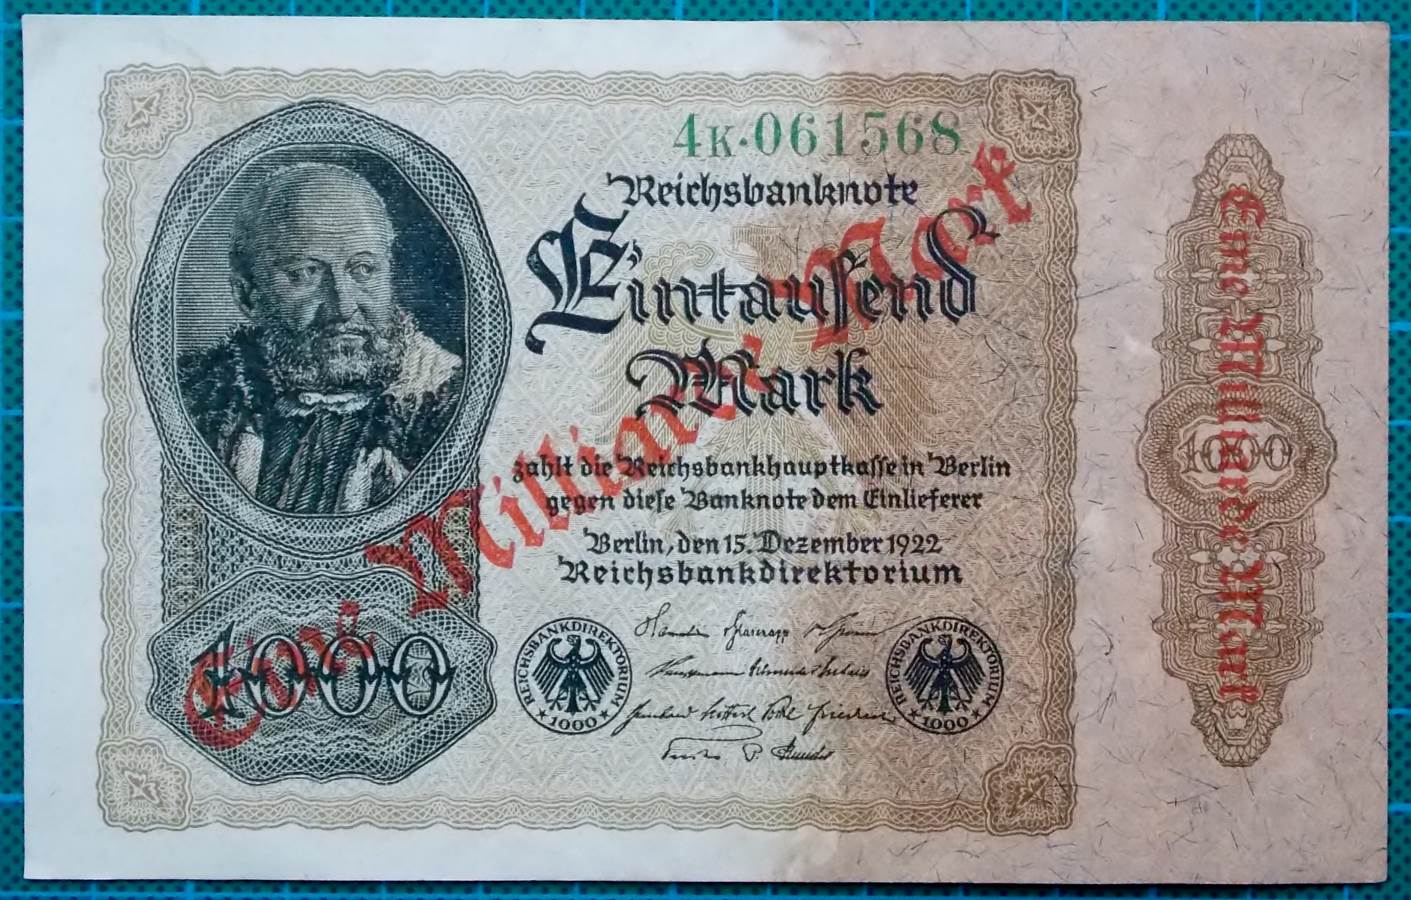 4K·061568
Reichsbanknote
Eintausend
Mark
zahlt die Reichsbankhauptkasse in Berlin
gegen diese Banknote dem Einlieferer
Berlin, den 15. Dezember 1922
Reichsbankdirektorium
Eine Milliarde Mark
1000
REICHSBANKDIREKTORIUM
★1000★
REICHSBANKDIREKTORIUM
★1000★
Eine Milliarde Mark
1000